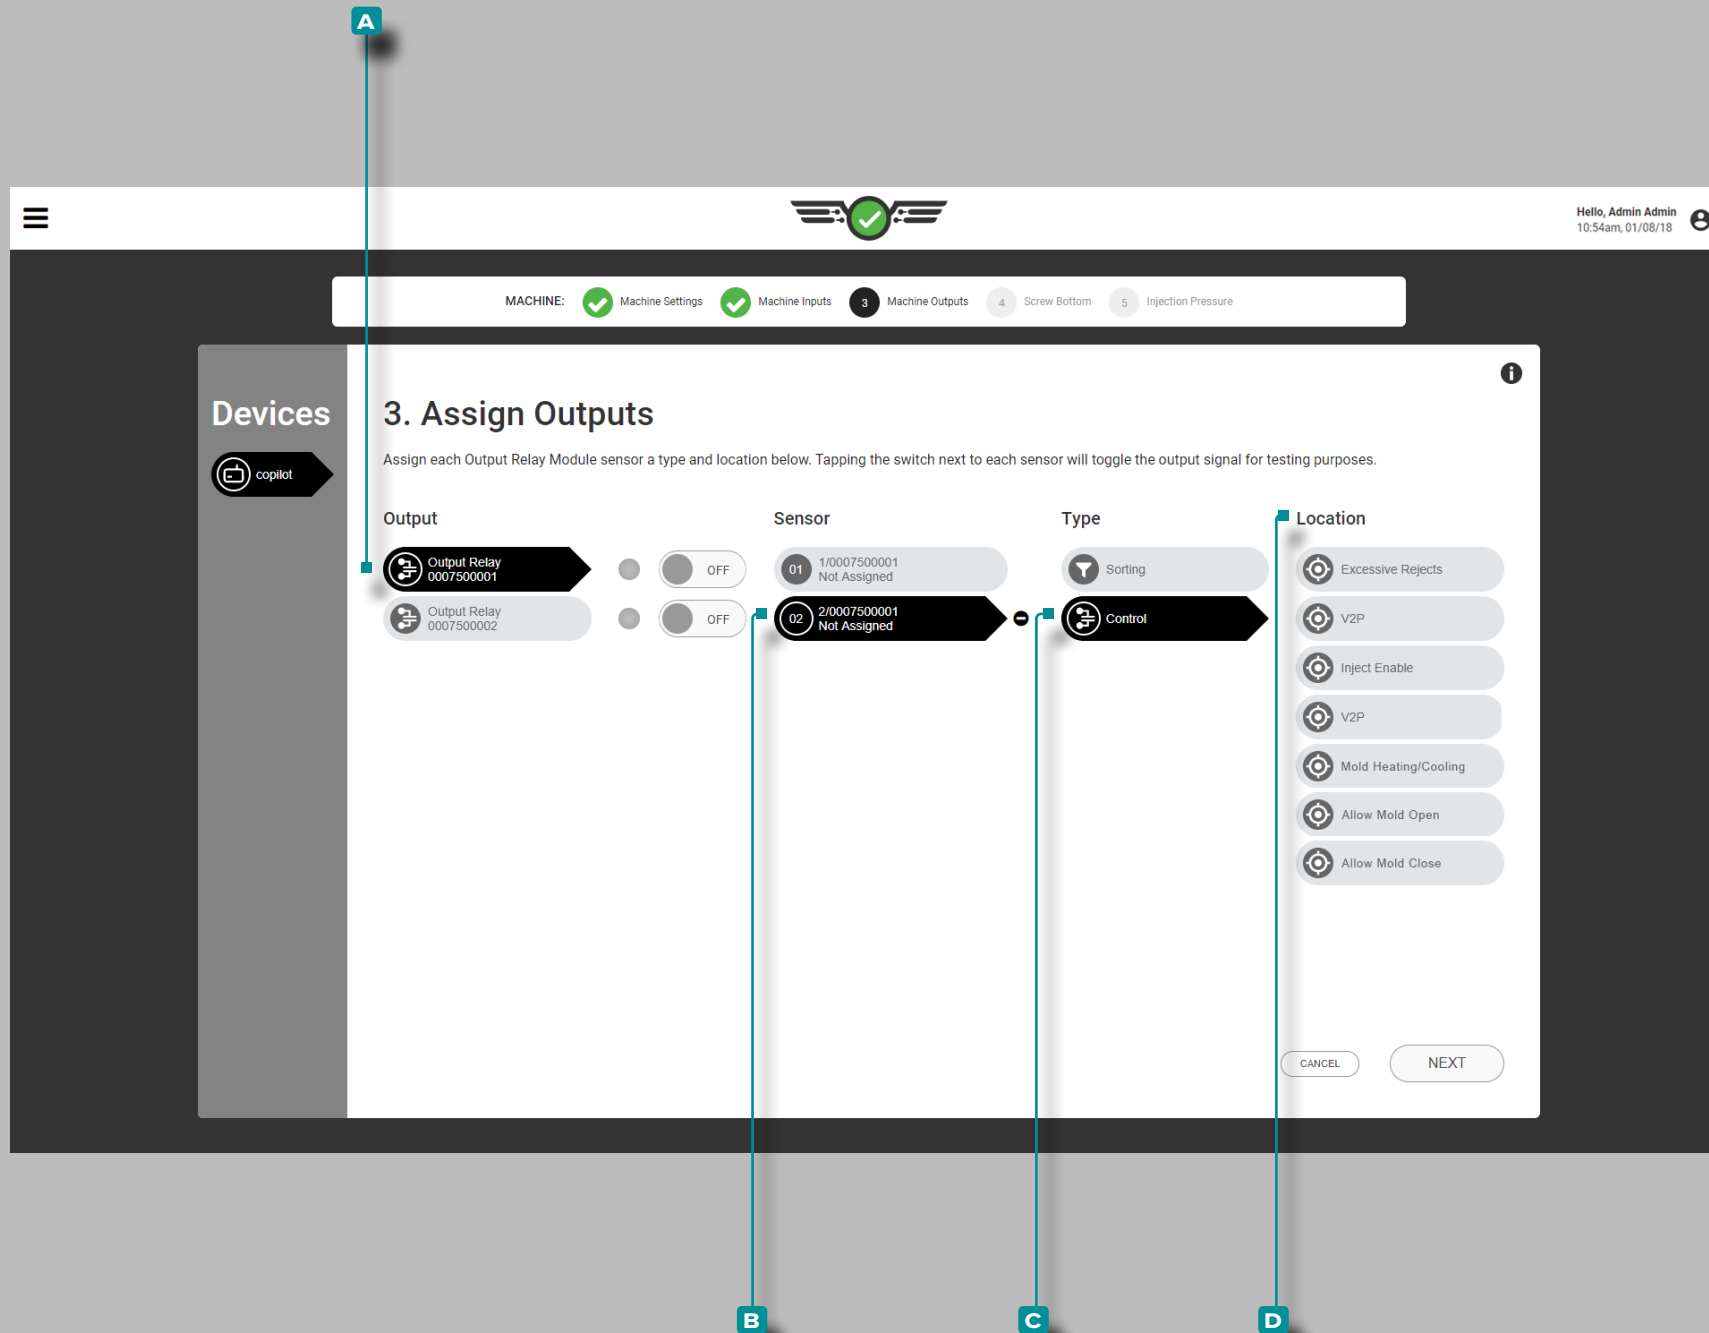 A
Hello, Admin Admin
10:54am, 01/08/18
MACHINE: Machine Settings Machine Inputs 3 Machine Outputs 4 Screw Bottom 5 Injection Pressure
Devices
copilot
3. Assign Outputs
Assign each Output Relay Module sensor a type and location below. Tapping the switch next to each sensor will toggle the output signal for testing purposes.
Output
Output Relay
0007500001
OFF
Output Relay
0007500002
OFF
Sensor
01 1/0007500001
Not Assigned
02 2/0007500001
Not Assigned
Type
Sorting
Control
Location
Excessive Rejects
V2P
Inject Enable
V2P
Mold Heating/Cooling
Allow Mold Open
Allow Mold Close
CANCEL
NEXT
B
C
D